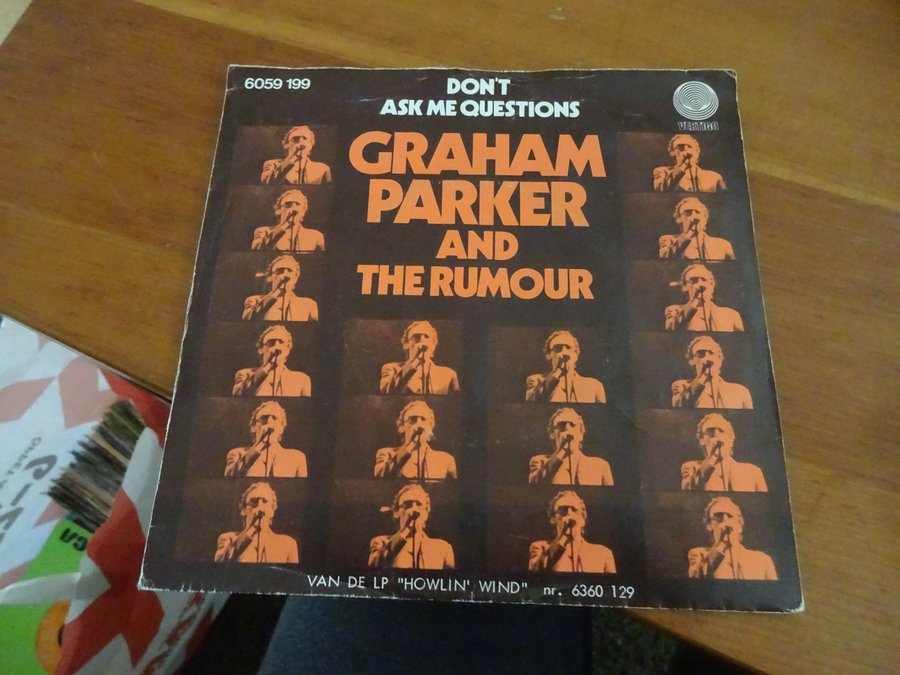 6059 199
DON'T
ASK ME QUESTIONS
VERTIGO
GRAHAM
PARKER
AND
THE RUMOUR
VAN DE LP "HOWLIN' WIND" nr. 6360 129